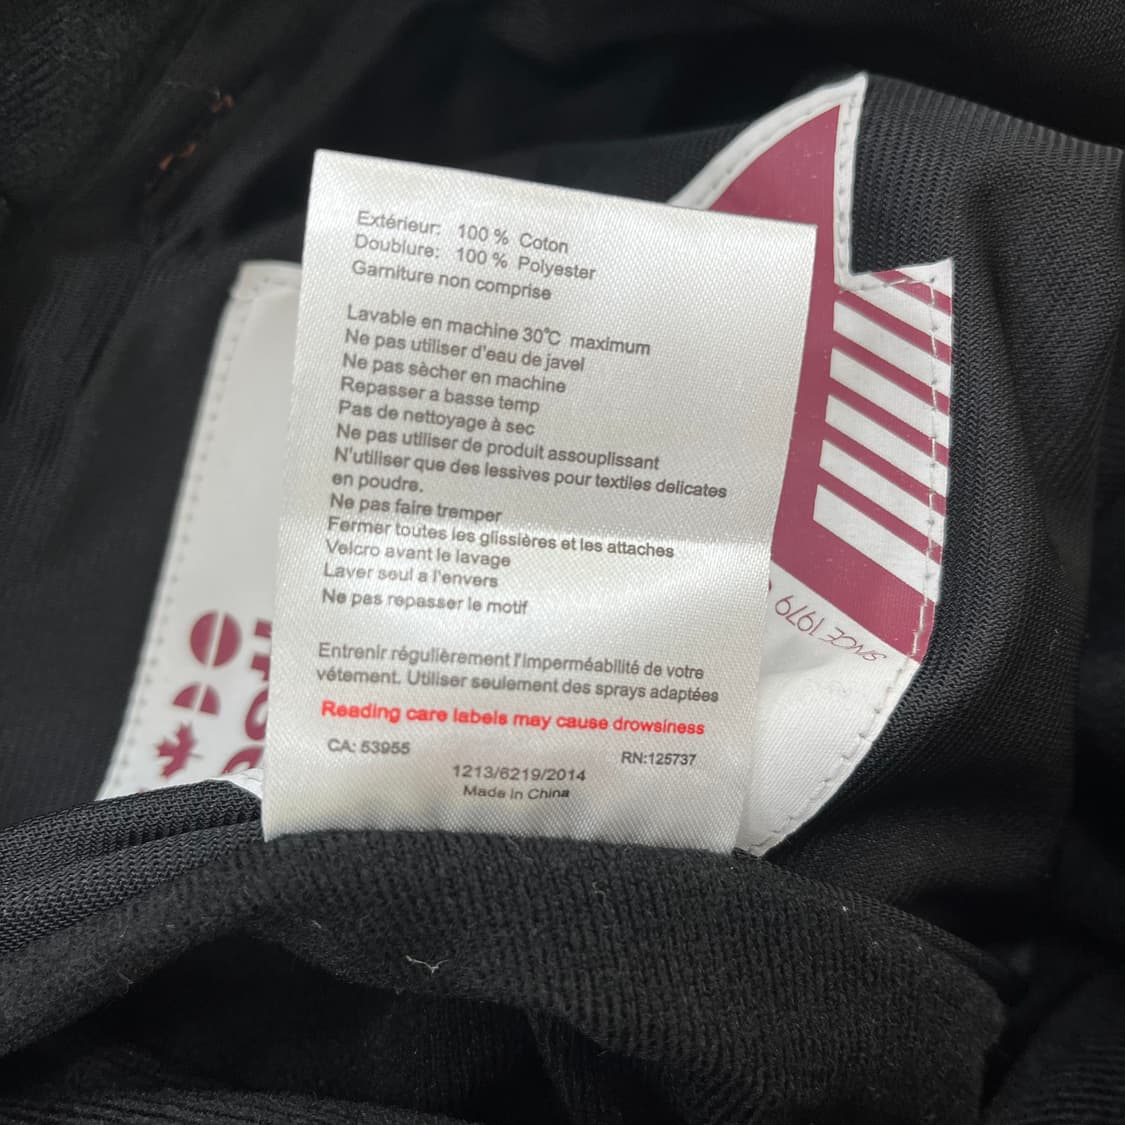 Extérieur: 100 % Coton
Doublure: 100 % Polyester
Garniture non comprise
Lavable en machine 30°C maximum
Ne pas utiliser d'eau de javel
Ne pas sècher en machine
Repasser a basse temp
Pas de nettoyage à sec
Ne pas utiliser de produit assouplissant
N'utiliser que des lessives pour textiles delicates
en poudre.
Ne pas faire tremper
Fermer toutes les glissières et les attaches
Velcro avant le lavage
Laver seul a l'envers
Ne pas repasser le motif
Entrenir régulièrement l'imperméabilité de votre
vétement. Utiliser seulement des sprays adaptées
Reading care labels may cause drowsiness
CA: 53955 RN:125737
1213/6219/2014
Made in China
SINCE 1979